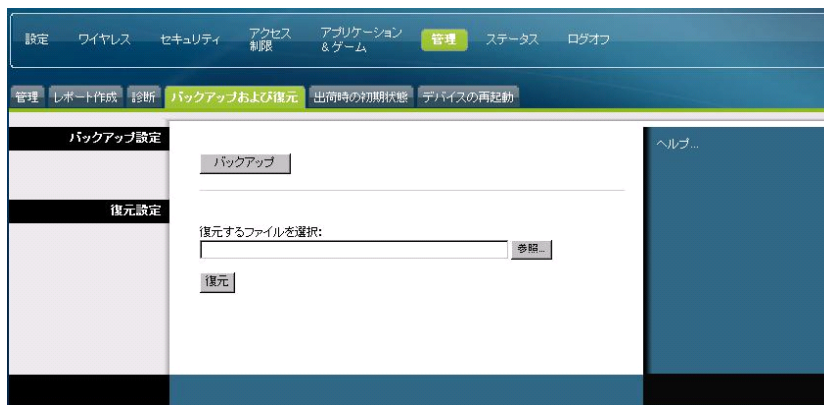 設定 ワイヤレス セキュリティ アクセス制限 アプリケーション&ゲーム 管理 ステータス ログオフ
管理 レポート作成 診断 バックアップおよび復元 出荷時の初期状態 デバイスの再起動
バックアップ設定
バックアップ
ヘルプ...
復元設定
復元するファイルを選択:
参照...
復元